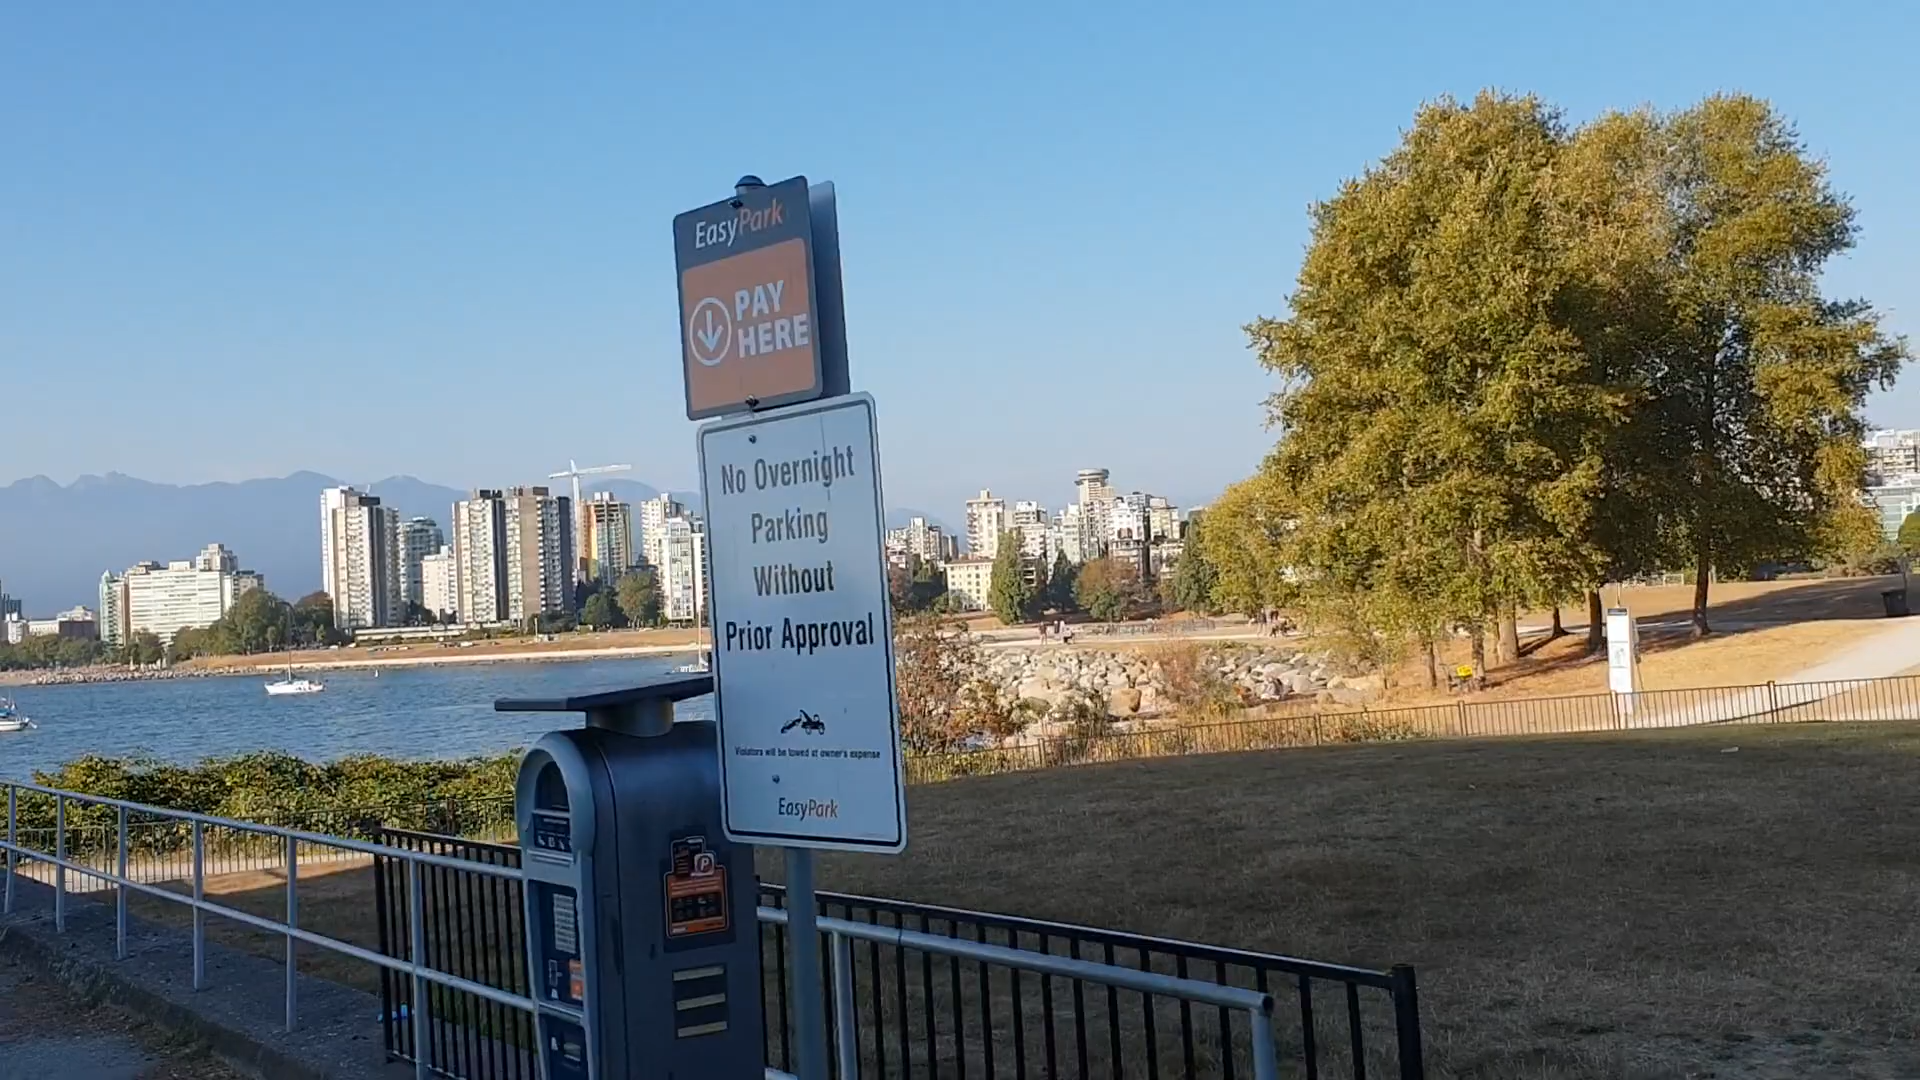 EasyPark
PAY
HERE
No Overnight
Parking
Without
Prior Approval
Violators will be towed at owner's expense
EasyPark
P